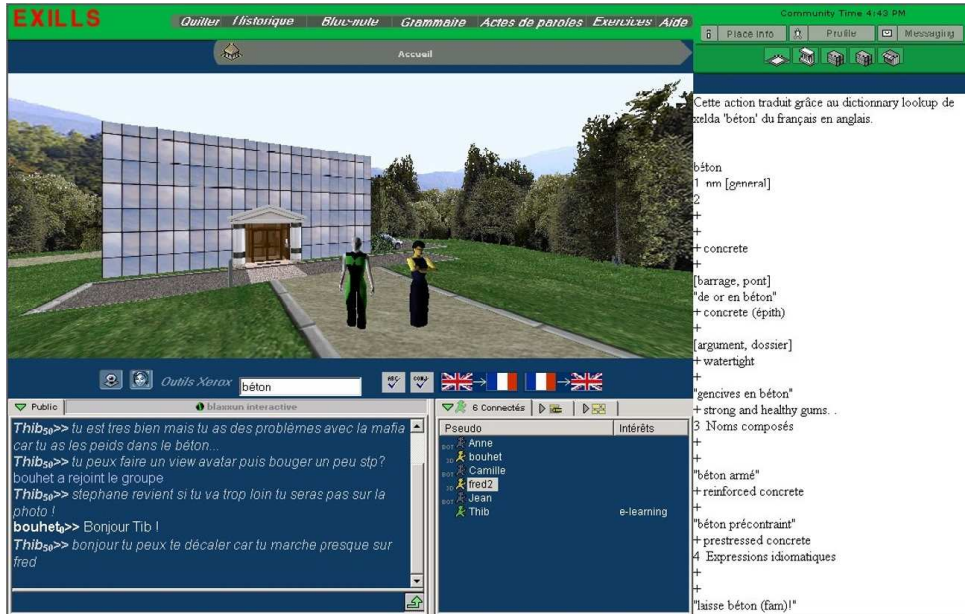 EXILLS
Quitter Historique Bloc-note Grammaire Actes de paroles Exercices Aide
Accueil
Community Time 4:43 PM
Place Info Profile Messaging
Cette action traduit grâce au dictionnary lookup de
xelda 'béton' du français en anglais.
béton
1 nm [general]
2
+
+
+ concrete
+
[barrage, pont]
"de or en béton"
+ concrete (épith)
+
[argument, dossier]
+ watertight
+
"gencives en béton"
+ strong and healthy gums. .
3 Noms composés
+
+
"béton armé"
+ reinforced concrete
+
"béton précontraint"
+ prestressed concrete
4 Expressions idiomatiques
+
+
"laisse béton (fam)!"
Outils Xerox béton ABC CONJ
Public blaxxun interactive
Thib50>> tu est tres bien mais tu as des problèmes avec la mafia
car tu as les peids dans le béton...
Thib50>> tu peux faire un view avatar puis bouger un peu stp?
bouhet a rejoint le groupe
Thib50>> stephane revient si tu va trop loin tu seras pas sur la
photo !
bouhet0>> Bonjour Tib !
Thib50>> bonjour tu peux te décaler car tu marche presque sur
fred
6 Connectés
Pseudo Intérêts
BOT Anne
3D bouhet
BOT Camille
3D fred2
BOT Jean
Thib e-learning